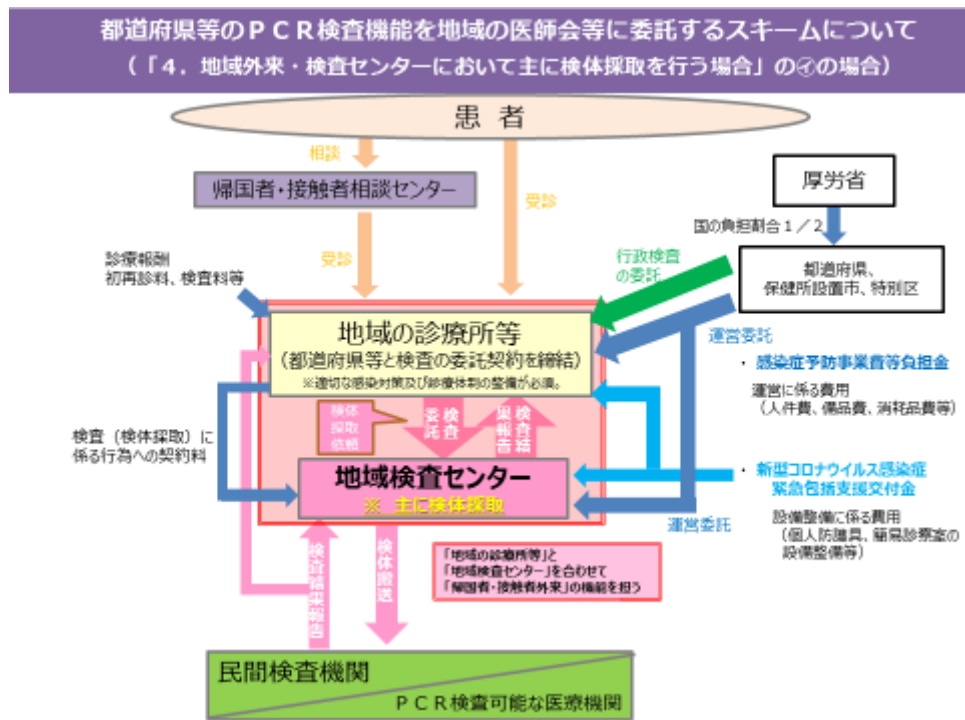 都道府県等のPCR検査機能を地域の医師会等に委託するスキームについて
(「4.地域外来・検査センターにおいて主に検体採取を行う場合」の㋑の場合)
患 者
相談
帰国者・接触者相談センター
受診
受診
厚労省
国の負担割合1/2
都道府県、
保健所設置市、特別区
行政検査
の委託
診療報酬
初再診料、検査料等
地域の診療所等
(都道府県等と検査の委託契約を締結)
※適切な感染対策及び診療体制の整備が必須。
運営委託
・ 感染症予防事業費等負担金
運営に係る費用
(人件費、備品費、消耗品費等)
検体
採取
依頼
検査
委託
検査結
果報告
検査(検体採取)に
係る行為への契約料
地域検査センター
※ 主に検体採取
・ 新型コロナウイルス感染症
緊急包括支援交付金
設備整備に係る費用
(個人防護具、簡易診察室の
設備整備等)
運営委託
検査結果報告
検体搬送
「地域の診療所等」と
「地域検査センター」を合わせて
「帰国者・接触者外来」の機能を担う
民間検査機関
PCR検査可能な医療機関